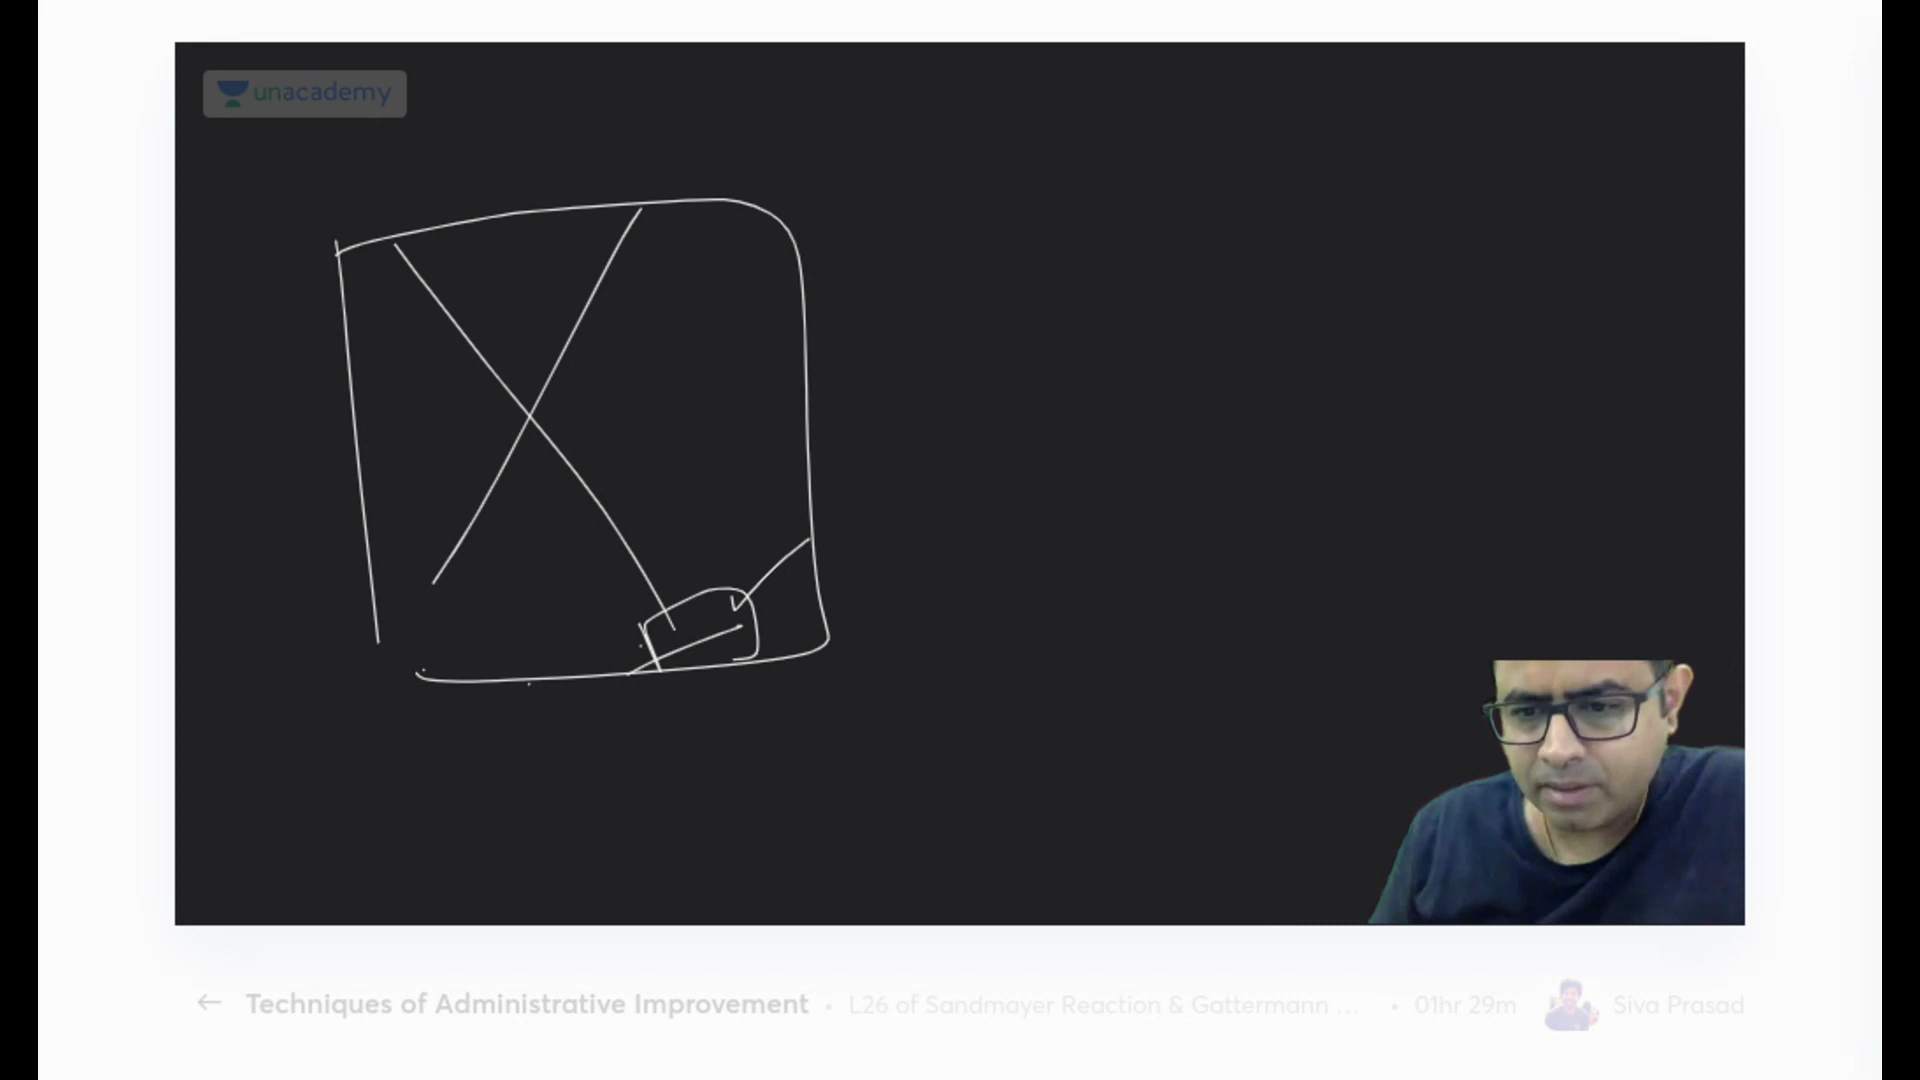 unacademy
← Techniques of Administrative Improvement • L26 of Sandmayer Reaction & Gattermann ... • 01hr 29m Siva Prasad